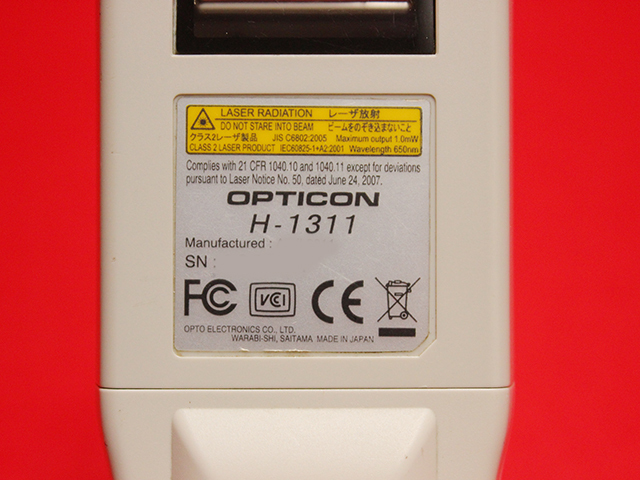 LASER RADIATION レーザ放射
DO NOT STARE INTO BEAM ビームをのぞき込まないこと
クラス2レーザ製品 JIS C6802:2005 Maximum output 1.0mW
CLASS 2 LASER PRODUCT IEC60825-1+A2:2001 Wavelength 650nm
Complies with 21 CFR 1040.10 and 1040.11 except for deviations
pursuant to Laser Notice No. 50, dated June 24, 2007.
OPTICON
H-1311
Manufactured :
SN :
FC VCCI CE
OPTO ELECTRONICS CO., LTD.
WARABI-SHI, SAITAMA MADE IN JAPAN